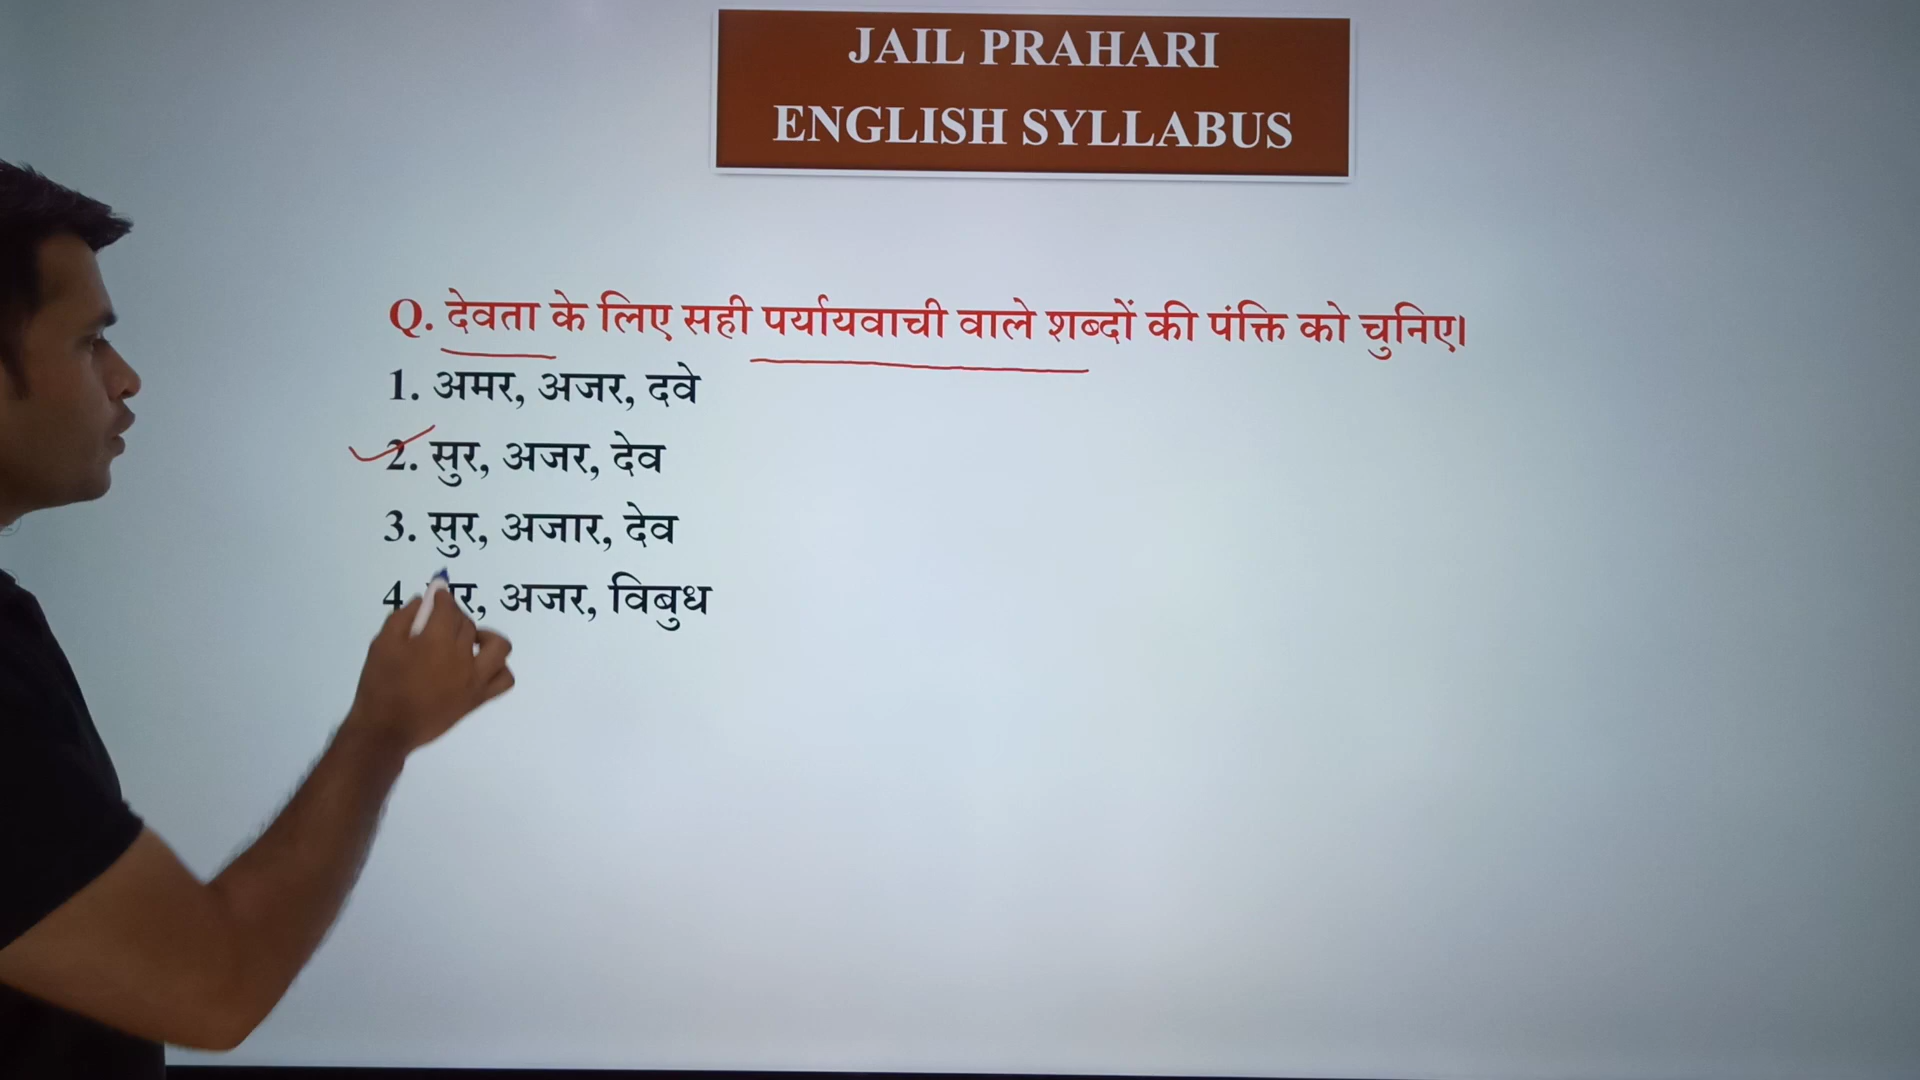 JAIL PRAHARI
ENGLISH SYLLABUS
Q. देवता के लिए सही पर्यायवाची वाले शब्दों की पंक्ति को चुनिए।
1. अमर, अजर, दवे
2. सुर, अजर, देव
3. सुर, अजार, देव
4. अजर, विबुध